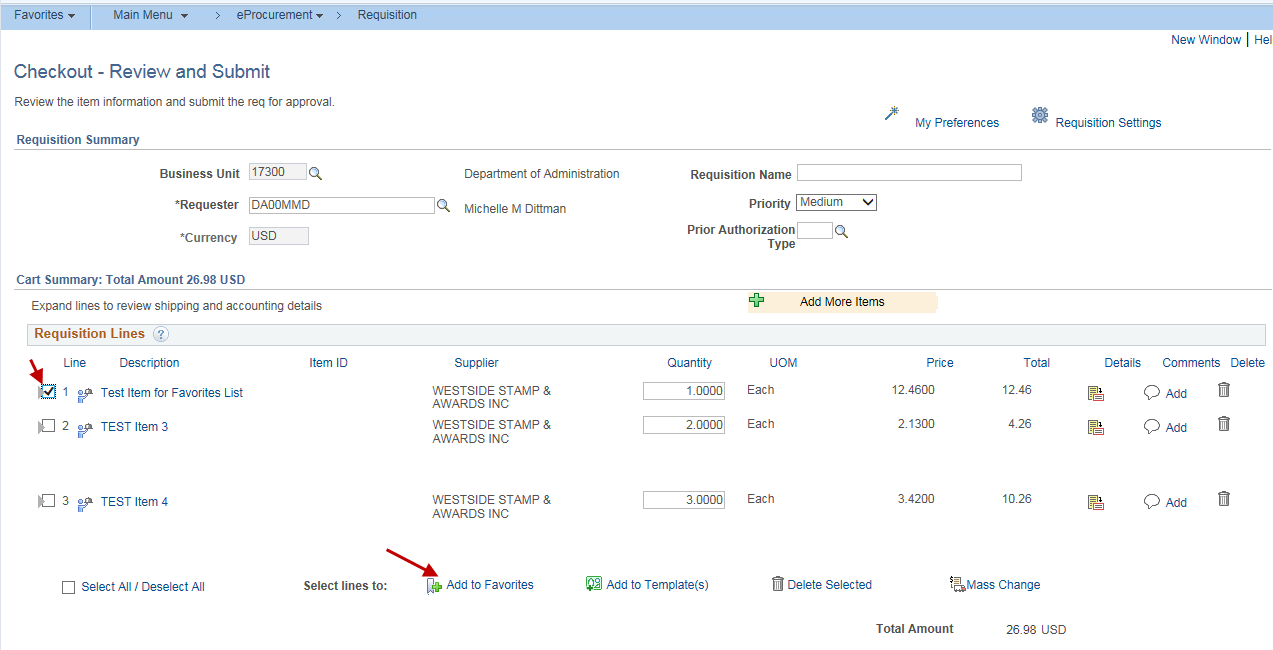 Favorites Main Menu > eProcurement > Requisition
New Window | Hel
Checkout - Review and Submit
Review the item information and submit the req for approval.
My Preferences Requisition Settings
Requisition Summary
Business Unit 17300 Department of Administration Requisition Name
*Requester DA00MMD Michelle M Dittman Priority Medium
*Currency USD Prior Authorization
Type
Cart Summary: Total Amount 26.98 USD
Expand lines to review shipping and accounting details Add More Items
Requisition Lines ?
Line Description Item ID Supplier Quantity UOM Price Total Details Comments Delete
1 Test Item for Favorites List WESTSIDE STAMP & 1.0000 Each 12.4600 12.46 Add
AWARDS INC
2 TEST Item 3 WESTSIDE STAMP & 2.0000 Each 2.1300 4.26 Add
AWARDS INC
3 TEST Item 4 WESTSIDE STAMP & 3.0000 Each 3.4200 10.26 Add
AWARDS INC
Select All / Deselect All Select lines to: Add to Favorites Add to Template(s) Delete Selected Mass Change
Total Amount 26.98 USD